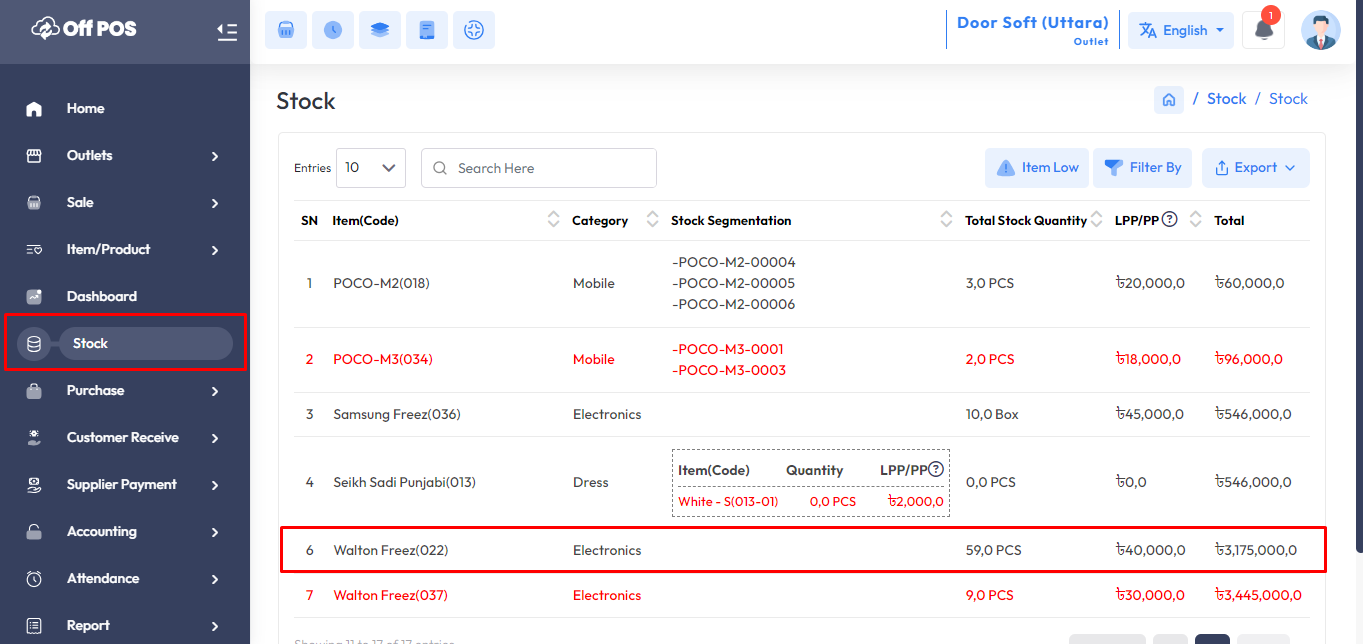 Off POS
Door Soft (Uttara)
Outlet
English
1
Home
Outlets
Sale
Item/Product
Dashboard
Stock
Purchase
Customer Receive
Supplier Payment
Accounting
Attendance
Report
Stock
/ Stock / Stock
Entries 10 Search Here Item Low Filter By Export
SN Item(Code) Category Stock Segmentation Total Stock Quantity LPP/PP ? Total
1 POCO-M2(018) Mobile -POCO-M2-00004
-POCO-M2-00005
-POCO-M2-00006
3,0 PCS ৳20,000,0 ৳60,000,0
2 POCO-M3(034) Mobile -POCO-M3-0001
-POCO-M3-0003
2,0 PCS ৳18,000,0 ৳96,000,0
3 Samsung Freez(036) Electronics 10,0 Box ৳45,000,0 ৳546,000,0
4 Seikh Sadi Punjabi(013) Dress
Item(Code) Quantity LPP/PP ?
White - S(013-01) 0,0 PCS ৳2,000,0
0,0 PCS ৳0,0 ৳546,000,0
6 Walton Freez(022) Electronics 59,0 PCS ৳40,000,0 ৳3,175,000,0
7 Walton Freez(037) Electronics 9,0 PCS ৳30,000,0 ৳3,445,000,0
Showing 11 to 17 of 17 entries